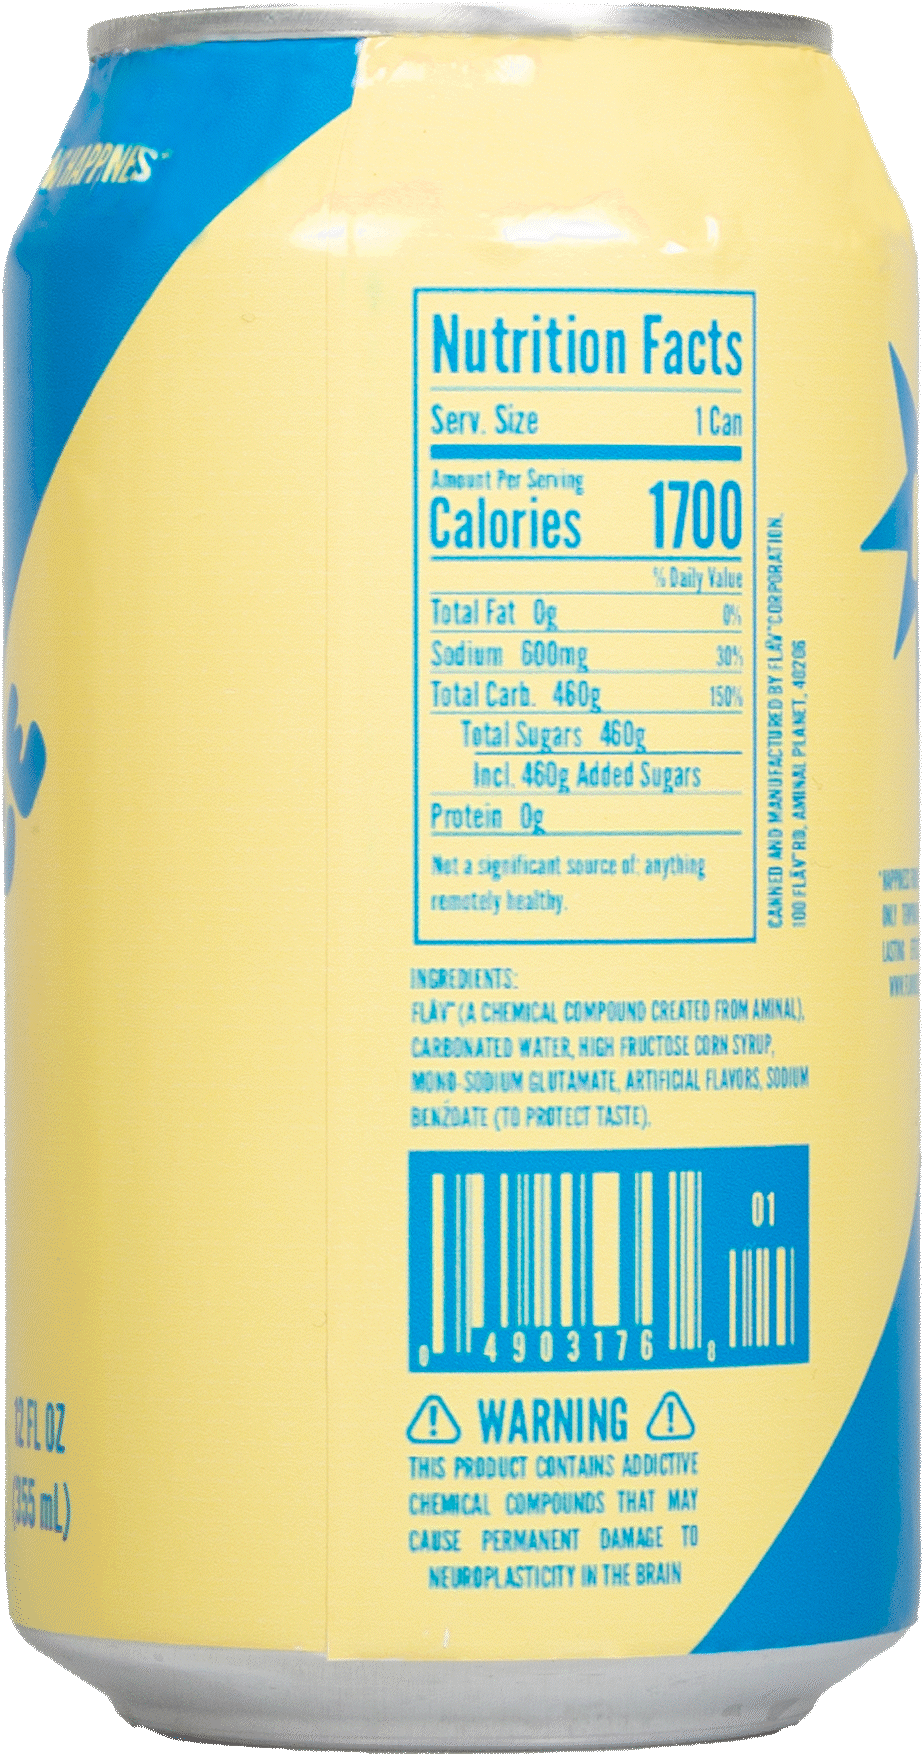 HAPPINES
Nutrition Facts
Serv. Size 1 Can
Amount Per Serving
Calories 1700
% Daily Value
Total Fat 0g 0%
Sodium 600mg 30%
Total Carb. 460g 150%
Total Sugars 460g
Incl. 460g Added Sugars
Protein 0g
Not a significant source of: anything
remotely healthy.
CANNED AND MANUFACTURED BY FLĀV™ CORPORATION.
100 FLĀV™ RD, AMINAL PLANET, 40206
INGREDIENTS:
FLĀV™ (A CHEMICAL COMPOUND CREATED FROM AMINAL),
CARBONATED WATER, HIGH FRUCTOSE CORN SYRUP,
MONO-SODIUM GLUTAMATE, ARTIFICIAL FLAVORS, SODIUM
BENZOATE (TO PROTECT TASTE).
01
0 4903176 8
WARNING
THIS PRODUCT CONTAINS ADDICTIVE
CHEMICAL COMPOUNDS THAT MAY
CAUSE PERMANENT DAMAGE TO
NEUROPLASTICITY IN THE BRAIN
12 FL OZ
(355 mL)
ONLY